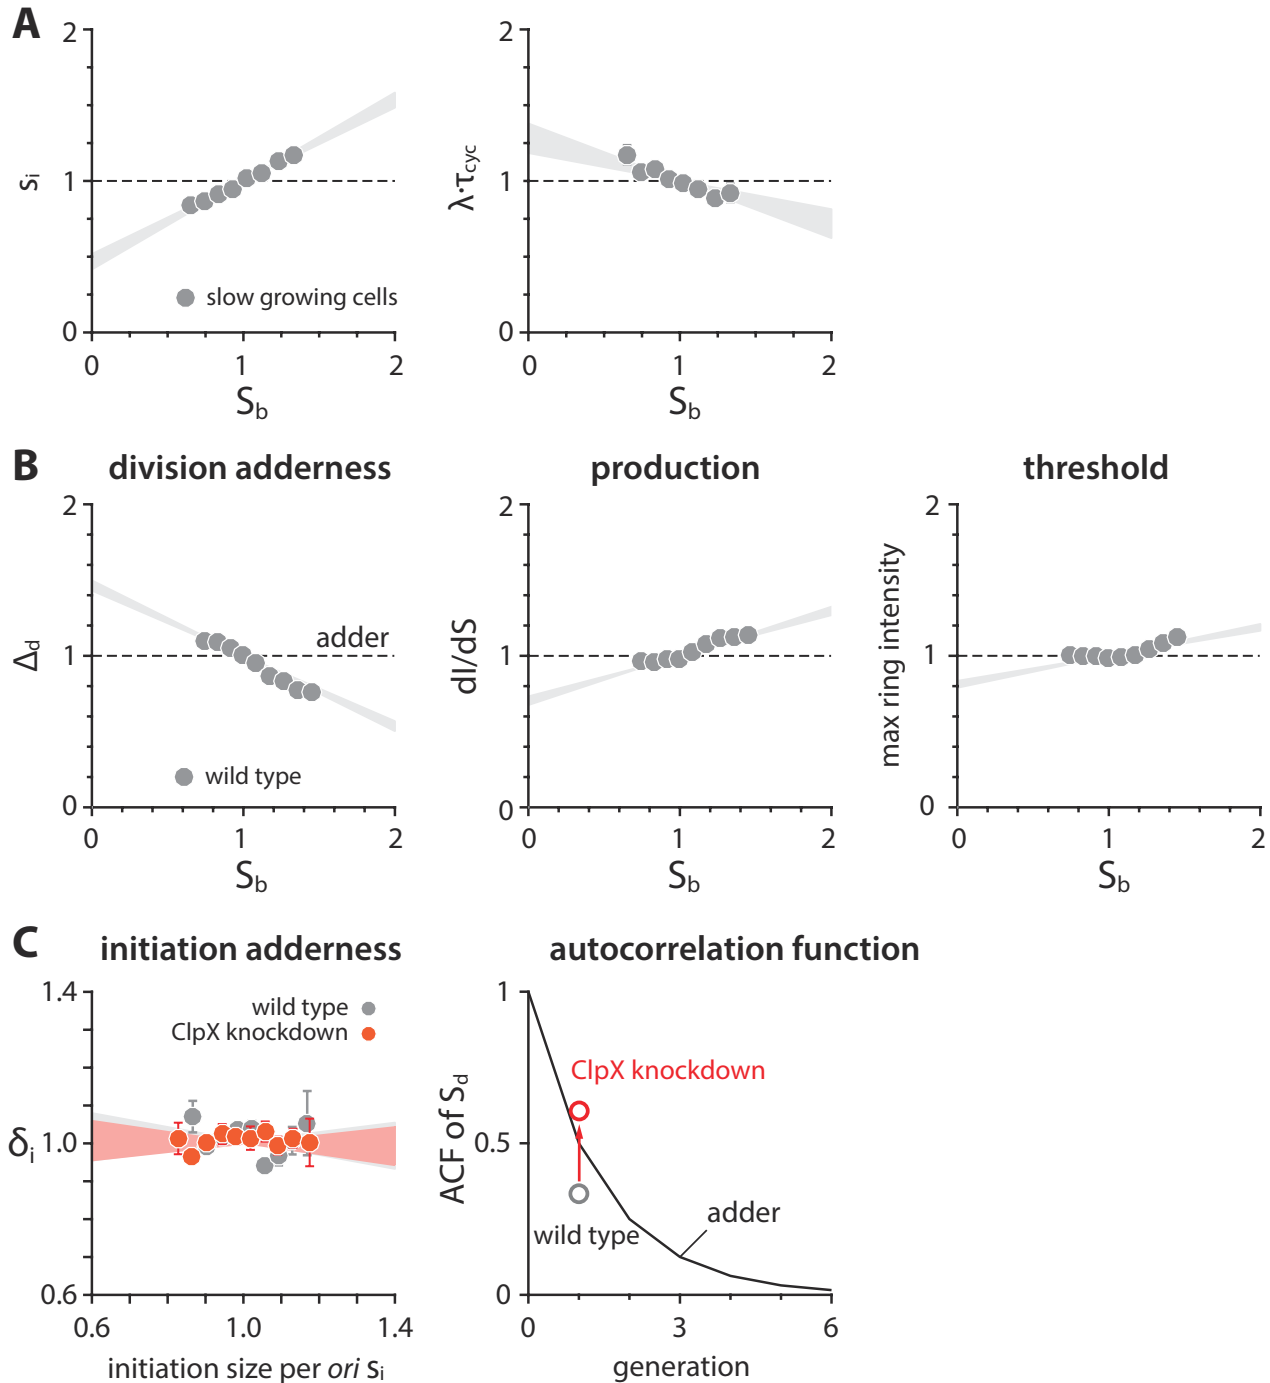 A
2
1
0
0
1
2
sᵢ
S_b
slow growing cells
2
1
0
0
1
2
λ·τ_cyc
S_b
B
division adderness
2
1
0
0
1
2
Δ_d
S_b
adder
wild type
production
2
1
0
0
1
2
dI/dS
S_b
threshold
2
1
0
0
1
2
max ring intensity
S_b
C
initiation adderness
1.4
1.0
0.6
0.6
1.0
1.4
δᵢ
wild type
ClpX knockdown
initiation size per ori sᵢ
autocorrelation function
1
0.5
0
0
3
6
ACF of S_d
ClpX knockdown
wild type
adder
generation